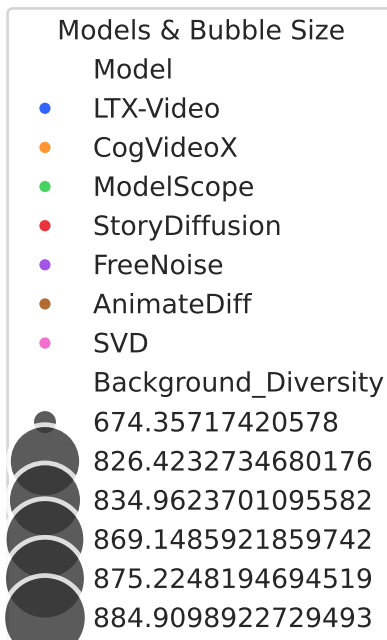 Models & Bubble Size
Model
LTX-Video
CogVideoX
ModelScope
StoryDiffusion
FreeNoise
AnimateDiff
SVD
Background_Diversity
674.35717420578
826.4232734680176
834.9623701095582
869.1485921859742
875.2248194694519
884.9098922729493